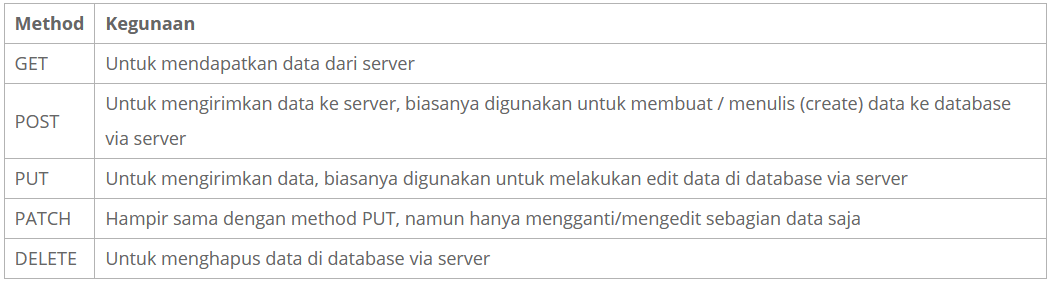 Method Kegunaan
GET Untuk mendapatkan data dari server
POST Untuk mengirimkan data ke server, biasanya digunakan untuk membuat / menulis (create) data ke database
via server
PUT Untuk mengirimkan data, biasanya digunakan untuk melakukan edit data di database via server
PATCH Hampir sama dengan method PUT, namun hanya mengganti/mengedit sebagian data saja
DELETE Untuk menghapus data di database via server